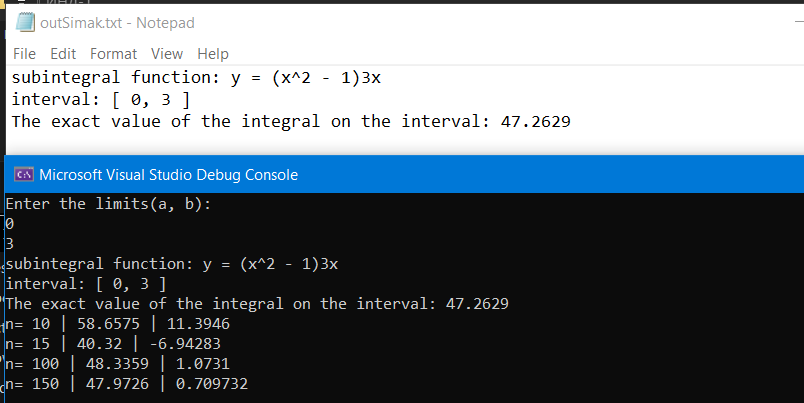 outSimak.txt - Notepad
File Edit Format View Help
subintegral function: y = (x^2 - 1)3x
interval: [ 0, 3 ]
The exact value of the integral on the interval: 47.2629
Microsoft Visual Studio Debug Console
Enter the limits(a, b):
0
3
subintegral function: y = (x^2 - 1)3x
interval: [ 0, 3 ]
The exact value of the integral on the interval: 47.2629
n= 10 | 58.6575 | 11.3946
n= 15 | 40.32 | -6.94283
n= 100 | 48.3359 | 1.0731
n= 150 | 47.9726 | 0.709732